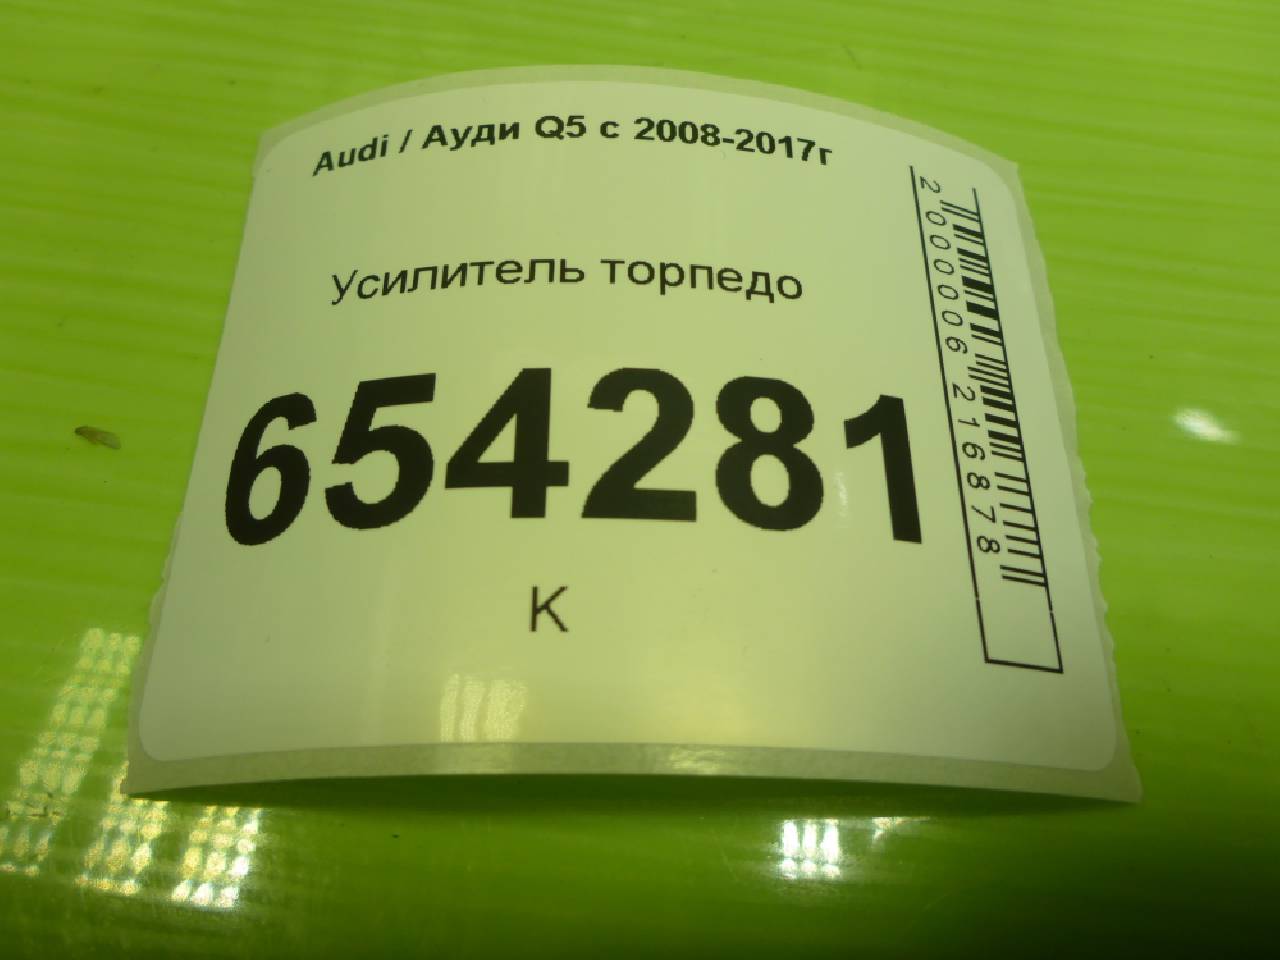 Audi / Ауди Q5 с 2008-2017г
Усилитель торпедо
654281
К
2000006216878